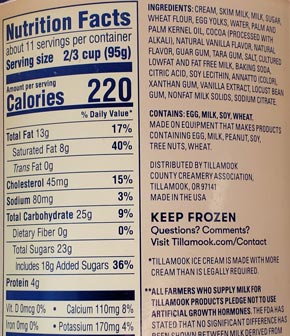 Nutrition Facts
about 11 servings per container
Serving size 2/3 cup (95g)
Amount per serving
Calories 220
% Daily Value*
Total Fat 13g 17%
Saturated Fat 8g 40%
Trans Fat 0g
Cholesterol 45mg 15%
Sodium 80mg 3%
Total Carbohydrate 25g 9%
Dietary Fiber 0g 0%
Total Sugars 23g
Includes 18g Added Sugars 36%
Protein 4g
Vit. D 0mcg 0% • Calcium 110mg 8%
Iron 0mg 0% • Potassium 170mg 4%
INGREDIENTS: CREAM, SKIM MILK, MILK, SUGAR,
WHEAT FLOUR, EGG YOLKS, WATER, PALM AND
PALM KERNEL OIL, COCOA (PROCESSED WITH
ALKALI), NATURAL VANILLA FLAVOR, NATURAL
FLAVOR, GUAR GUM, TARA GUM, SALT, CULTURED
LOWFAT AND FAT FREE MILK, BAKING SODA,
CITRIC ACID, SOY LECITHIN, ANNATTO (COLOR),
XANTHAN GUM, VANILLA EXTRACT, LOCUST BEAN
GUM, NONFAT MILK SOLIDS, SODIUM CITRATE.
CONTAINS: EGG, MILK, SOY, WHEAT.
MADE ON EQUIPMENT THAT MAKES PRODUCTS
CONTAINING EGG, MILK, PEANUT, SOY,
TREE NUTS, WHEAT.
DISTRIBUTED BY TILLAMOOK
COUNTY CREAMERY ASSOCIATION,
TILLAMOOK, OR 97141
MADE IN THE USA
KEEP FROZEN
Questions? Comments?
Visit Tillamook.com/Contact
*TILLAMOOK ICE CREAM IS MADE WITH MORE
CREAM THAN IS LEGALLY REQUIRED.
**ALL FARMERS WHO SUPPLY MILK FOR
TILLAMOOK PRODUCTS PLEDGE NOT TO USE
ARTIFICIAL GROWTH HORMONES. THE FDA HAS
STATED THAT NO SIGNIFICANT DIFFERENCE HAS
BEEN SHOWN BETWEEN MILK DERIVED FROM